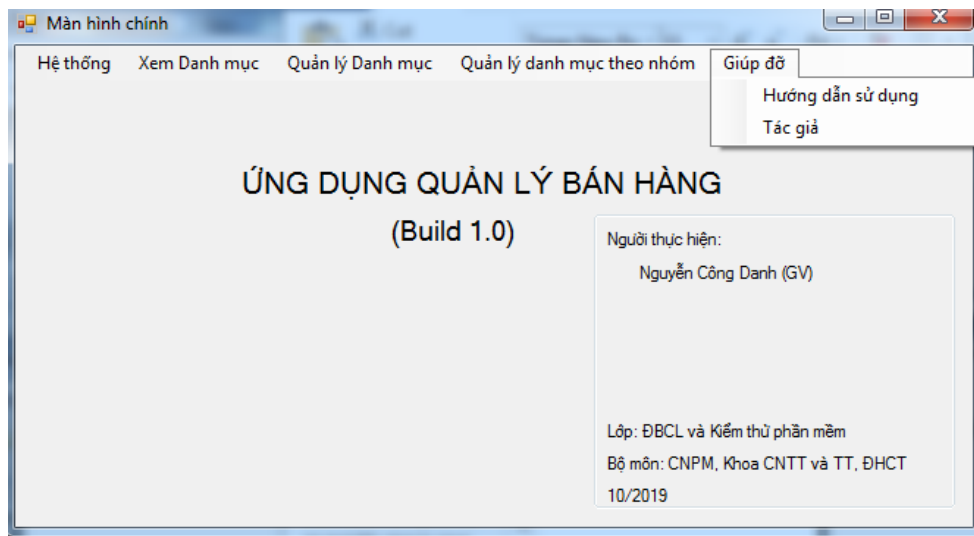 Màn hình chính
Hệ thống Xem Danh mục Quản lý Danh mục Quản lý danh mục theo nhóm Giúp đỡ
Hướng dẫn sử dụng
Tác giả
ỨNG DỤNG QUẢN LÝ BÁN HÀNG
(Build 1.0)
Người thực hiện:
Nguyễn Công Danh (GV)
Lớp: ĐBCL và Kiểm thử phần mềm
Bộ môn: CNPM, Khoa CNTT và TT, ĐHCT
10/2019